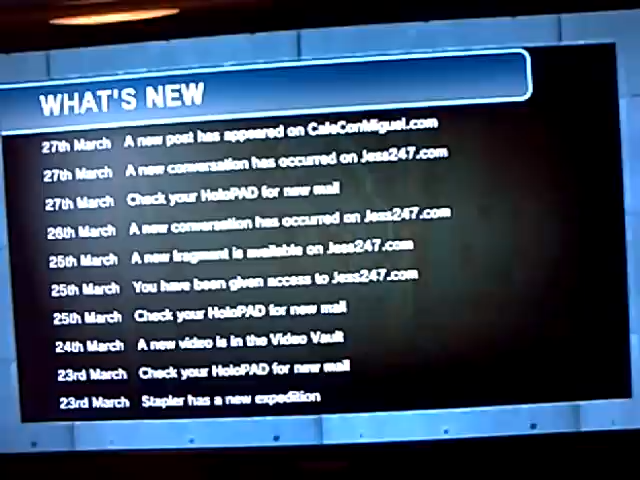 WHAT'S NEW
27th March A new post has appeared on CafeConMiguel.com
27th March A new conversation has occurred on Jess247.com
27th March Check your HoloPAD for new mail
26th March A new conversation has occurred on Jess247.com
25th March A new fragment is available on Jess247.com
25th March You have been given access to Jess247.com
25th March Check your HoloPAD for new mail
24th March A new video is in the Video Vault
23rd March Check your HoloPAD for new mail
23rd March Stapler has a new expedition